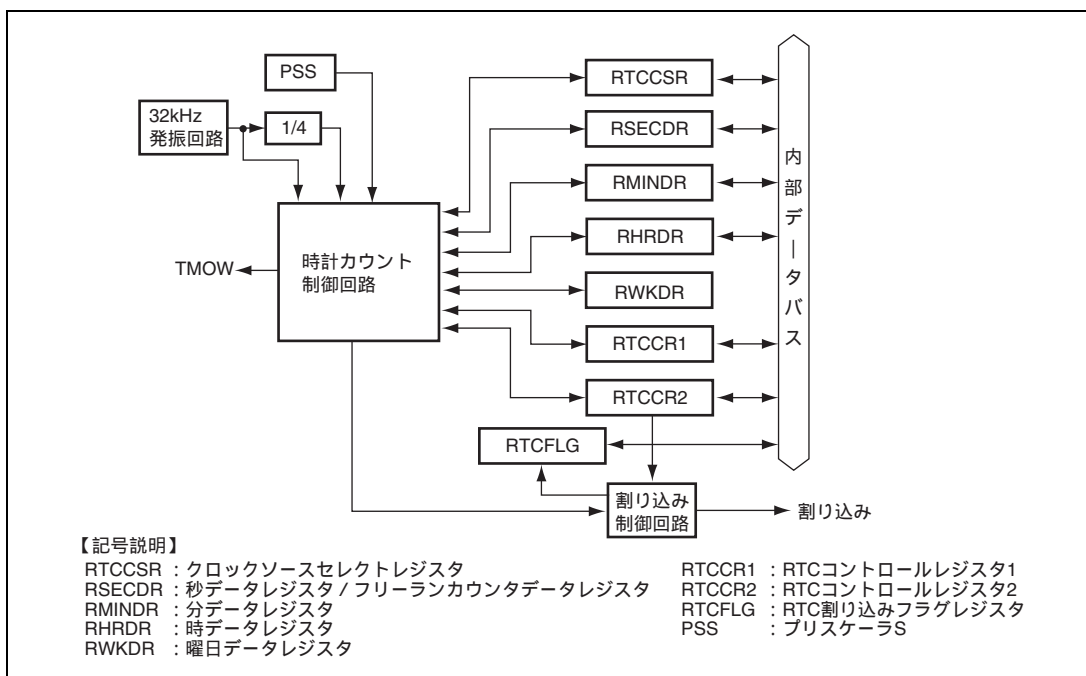 PSS
32kHz
発振回路
1/4
TMOW
時計カウント
制御回路
RTCCSR
RSECDR
RMINDR
RHRDR
RWKDR
RTCCR1
RTCCR2
RTCFLG
割り込み
制御回路
割り込み
内部データバス
【記号説明】
RTCCSR : クロックソースセレクトレジスタ
RSECDR : 秒データレジスタ / フリーランカウンタデータレジスタ
RMINDR : 分データレジスタ
RHRDR : 時データレジスタ
RWKDR : 曜日データレジスタ
RTCCR1 : RTCコントロールレジスタ1
RTCCR2 : RTCコントロールレジスタ2
RTCFLG : RTC割り込みフラグレジスタ
PSS : プリスケーラS